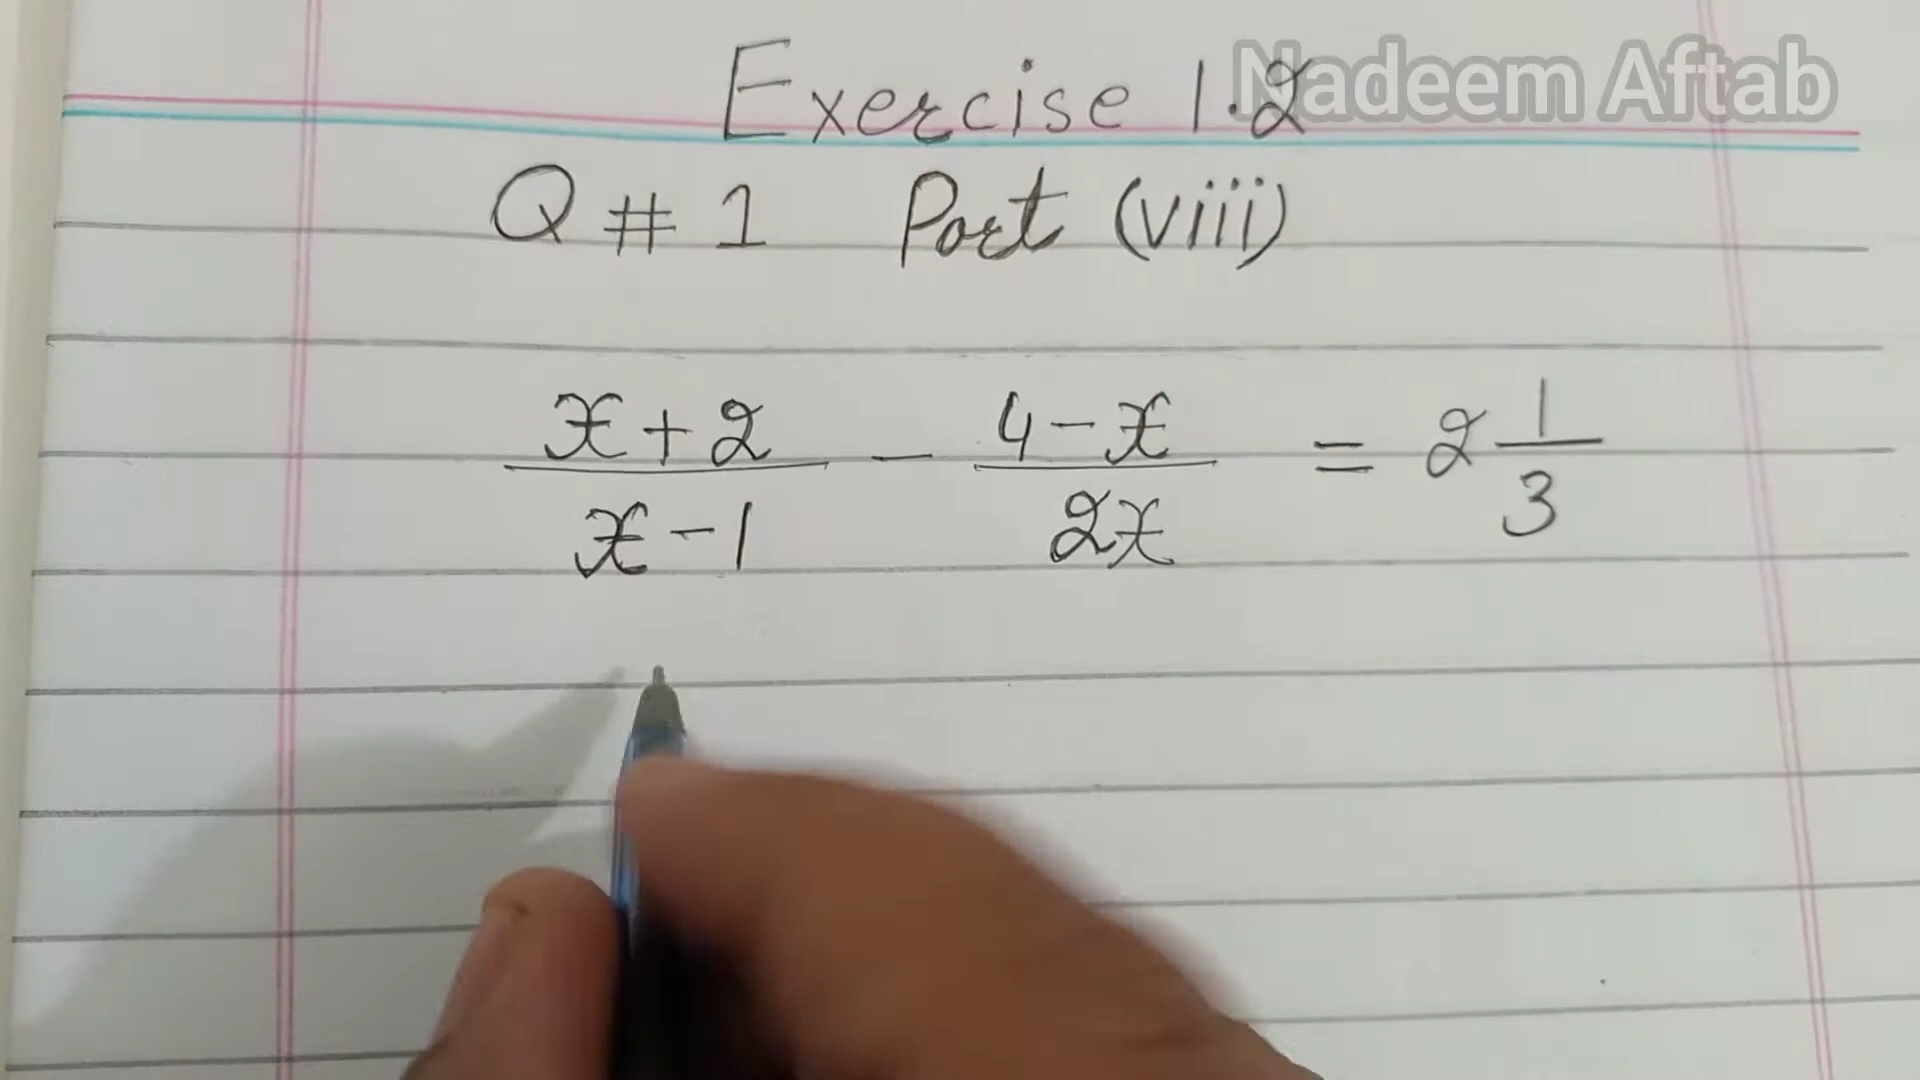 Nadeem Aftab
Exercise 1.2
Q # 1 Part (viii)
x+2 / x-1 - 4-x / 2x = 2 1/3